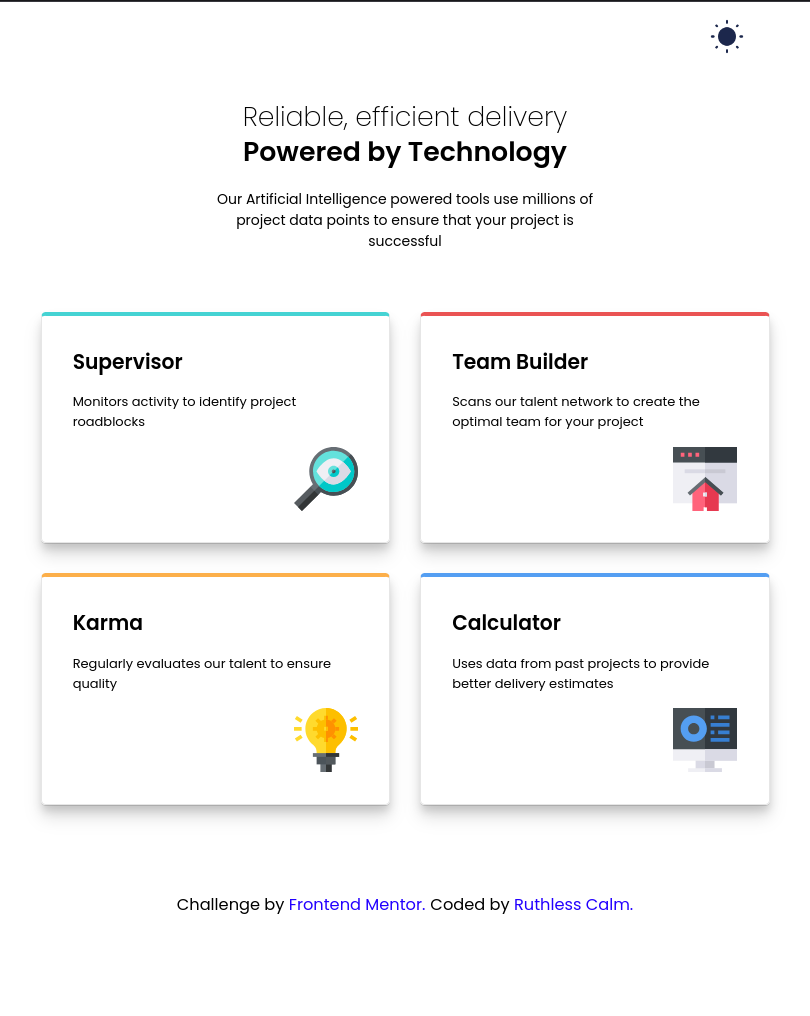 Reliable, efficient delivery
Powered by Technology
Our Artificial Intelligence powered tools use millions of
project data points to ensure that your project is
successful
Supervisor
Monitors activity to identify project
roadblocks
Team Builder
Scans our talent network to create the
optimal team for your project
Karma
Regularly evaluates our talent to ensure
quality
Calculator
Uses data from past projects to provide
better delivery estimates
Challenge by Frontend Mentor. Coded by Ruthless Calm.